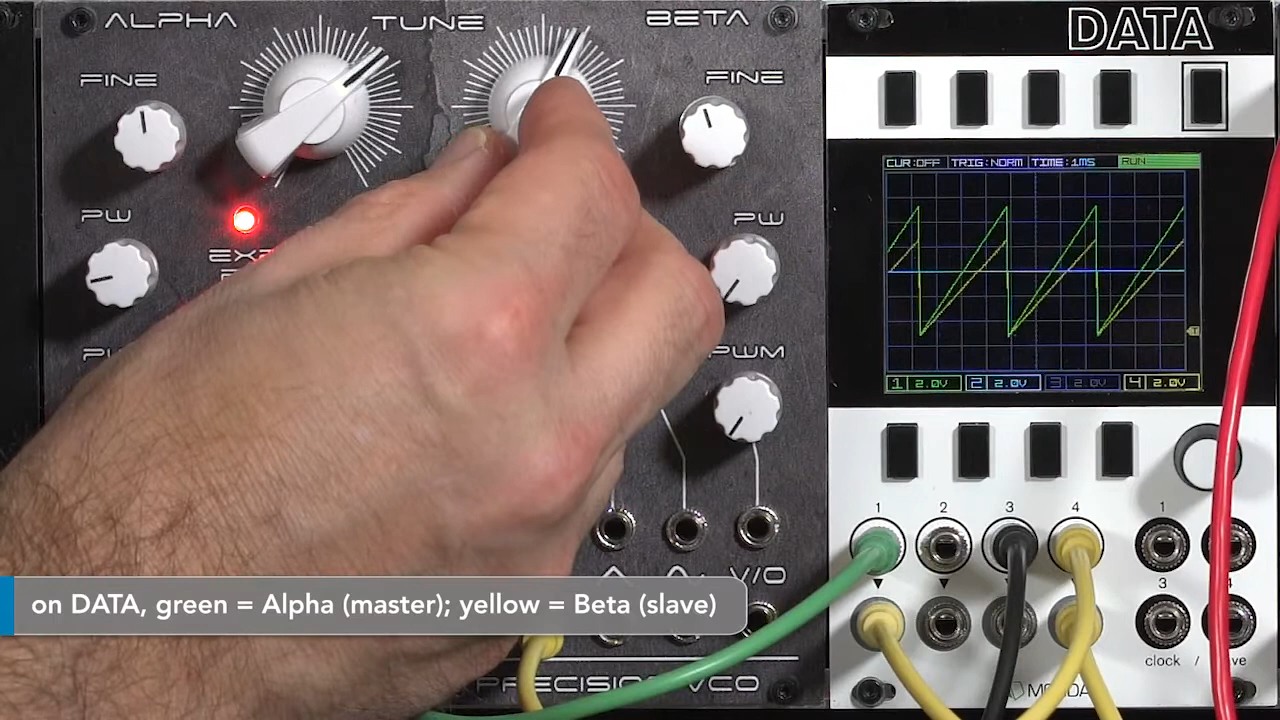 ALPHA
TUNE
BETA
FINE
FINE
PW
PW
PWM
V/O
PRECISION VCO
DATA
CUR:OFF TRIG:NORM TIME:1MS RUN
1 2.0V 2 2.0V 3 2.0V 4 2.0V
1 2 3 4 1
3
clock /
on DATA, green = Alpha (master); yellow = Beta (slave)